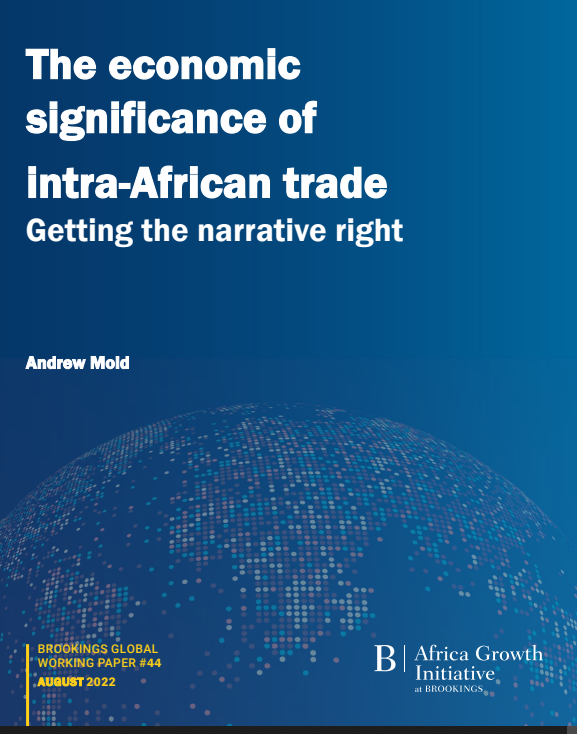 The economic
significance of
intra-African trade
Getting the narrative right
Andrew Mold
BROOKINGS GLOBAL
WORKING PAPER #44
AUGUST 2022
B
Africa Growth
Initiative
at BROOKINGS